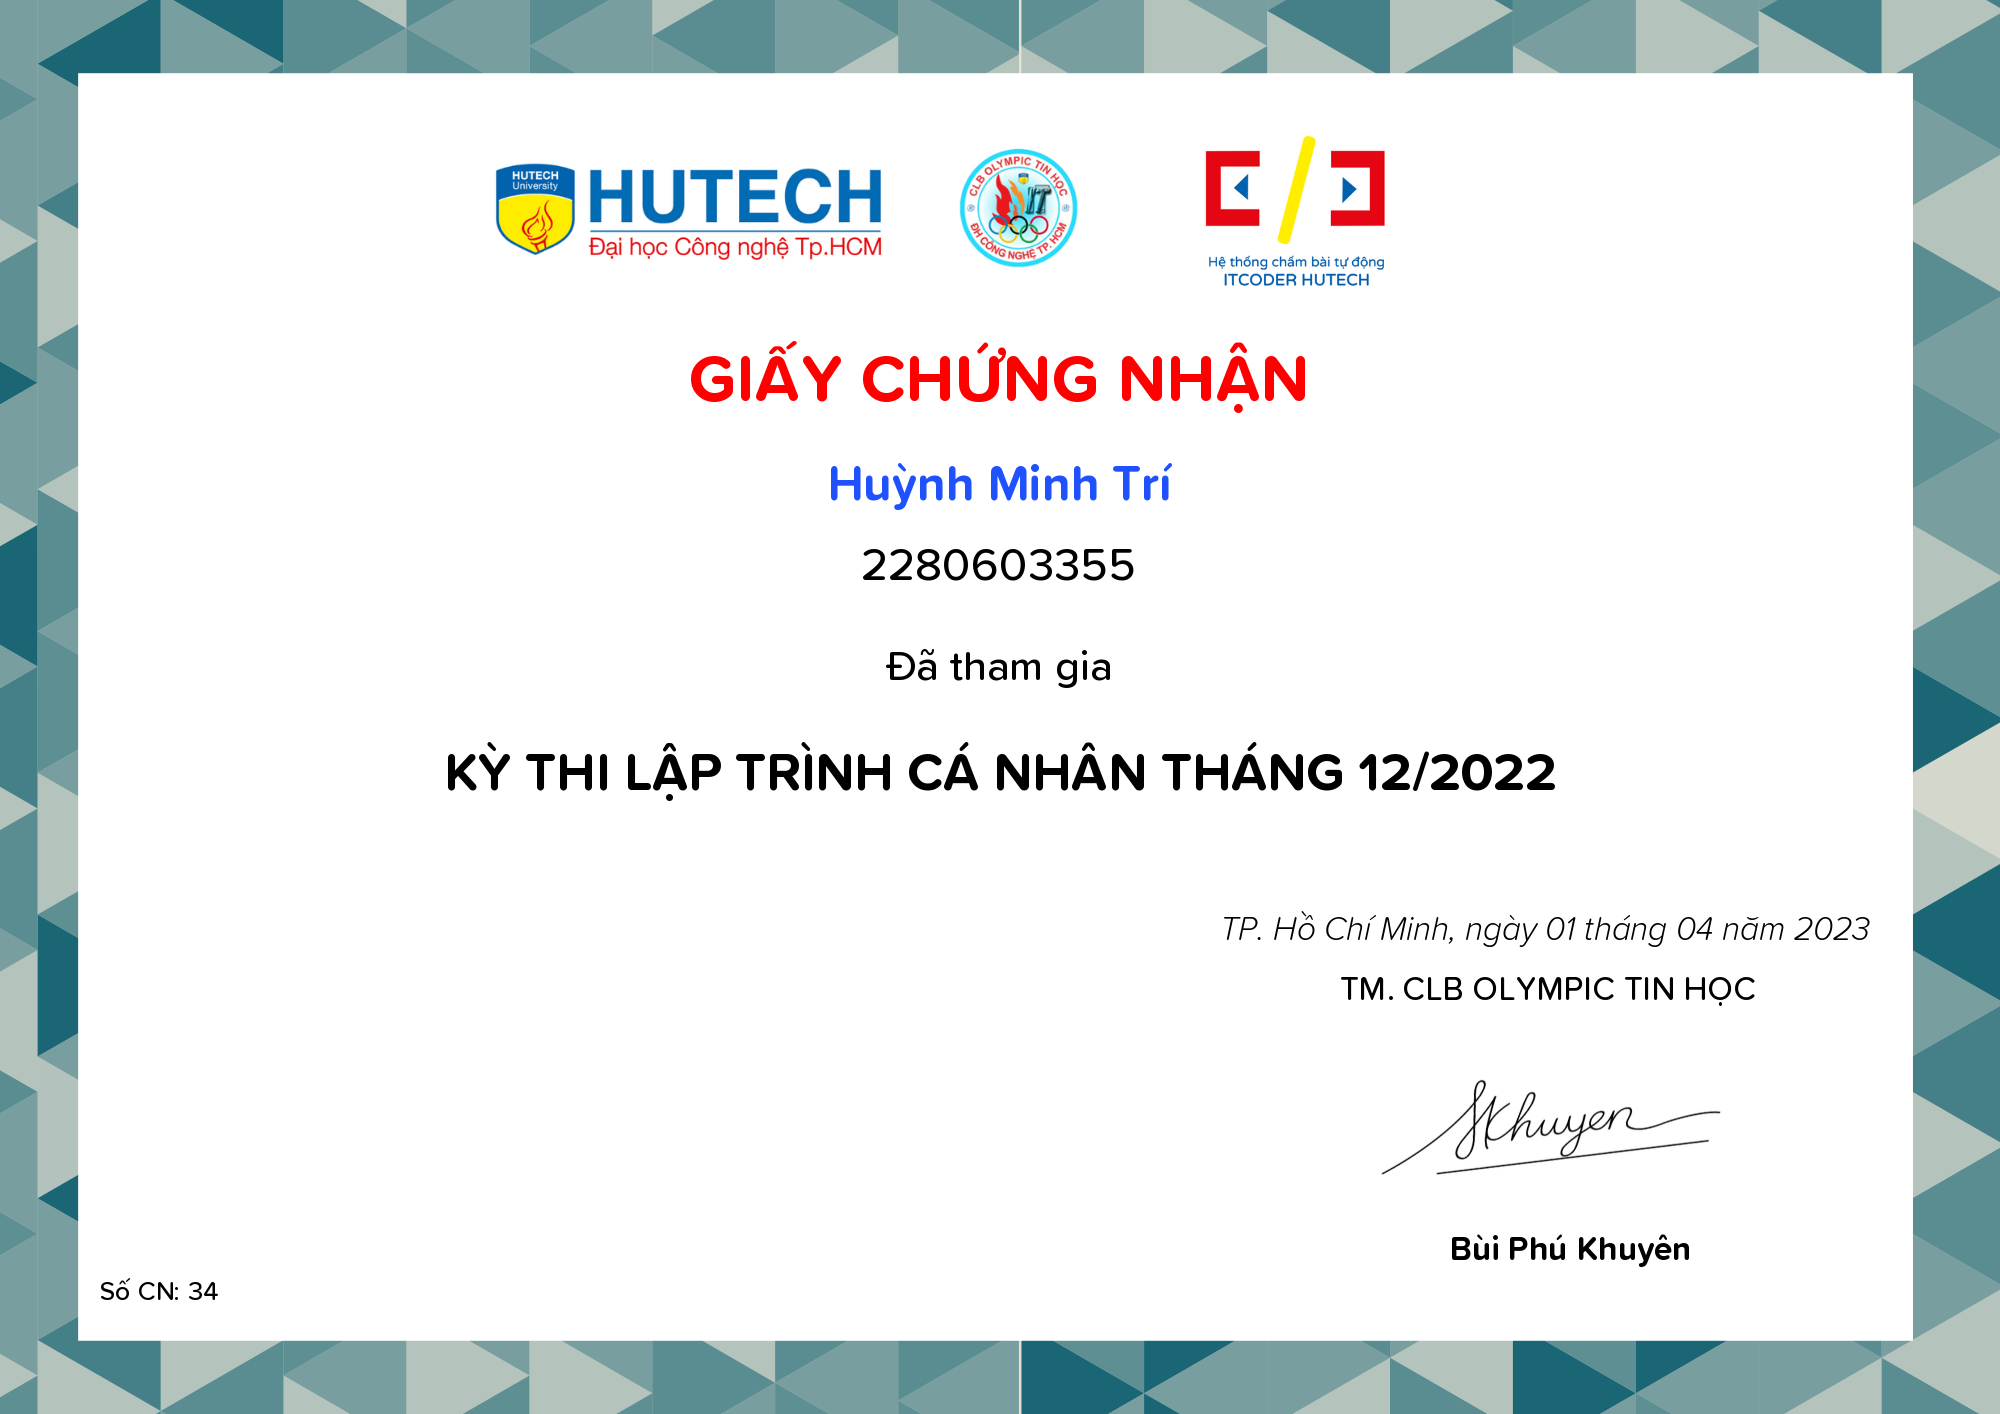 HUTECH
University
HUTECH
Đại học Công nghệ Tp.HCM
CLB OLYMPIC TIN HỌC
IT
ĐH CÔNG NGHỆ TP. HCM
Hệ thống chấm bài tự động
ITCODER HUTECH
GIẤY CHỨNG NHẬN
Huỳnh Minh Trí
2280603355
Đã tham gia
KỲ THI LẬP TRÌNH CÁ NHÂN THÁNG 12/2022
TP. Hồ Chí Minh, ngày 01 tháng 04 năm 2023
TM. CLB OLYMPIC TIN HỌC
Khuyen
Bùi Phú Khuyên
Số CN: 34